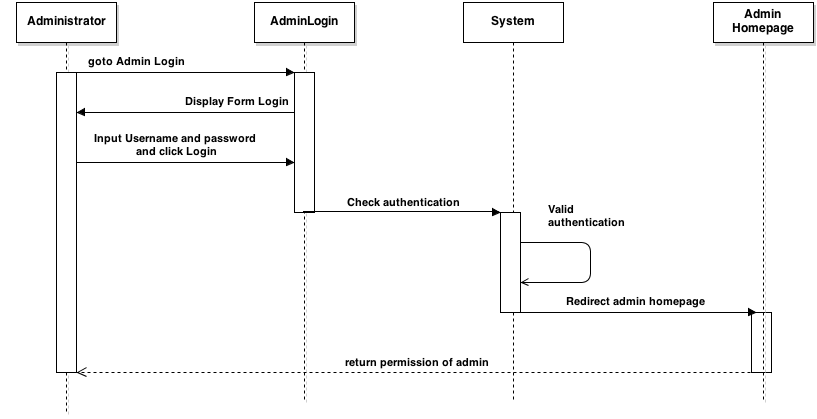 Administrator
AdminLogin
System
Admin
Homepage
goto Admin Login
Display Form Login
Input Username and password
and click Login
Check authentication
Valid
authentication
Redirect admin homepage
return permission of admin